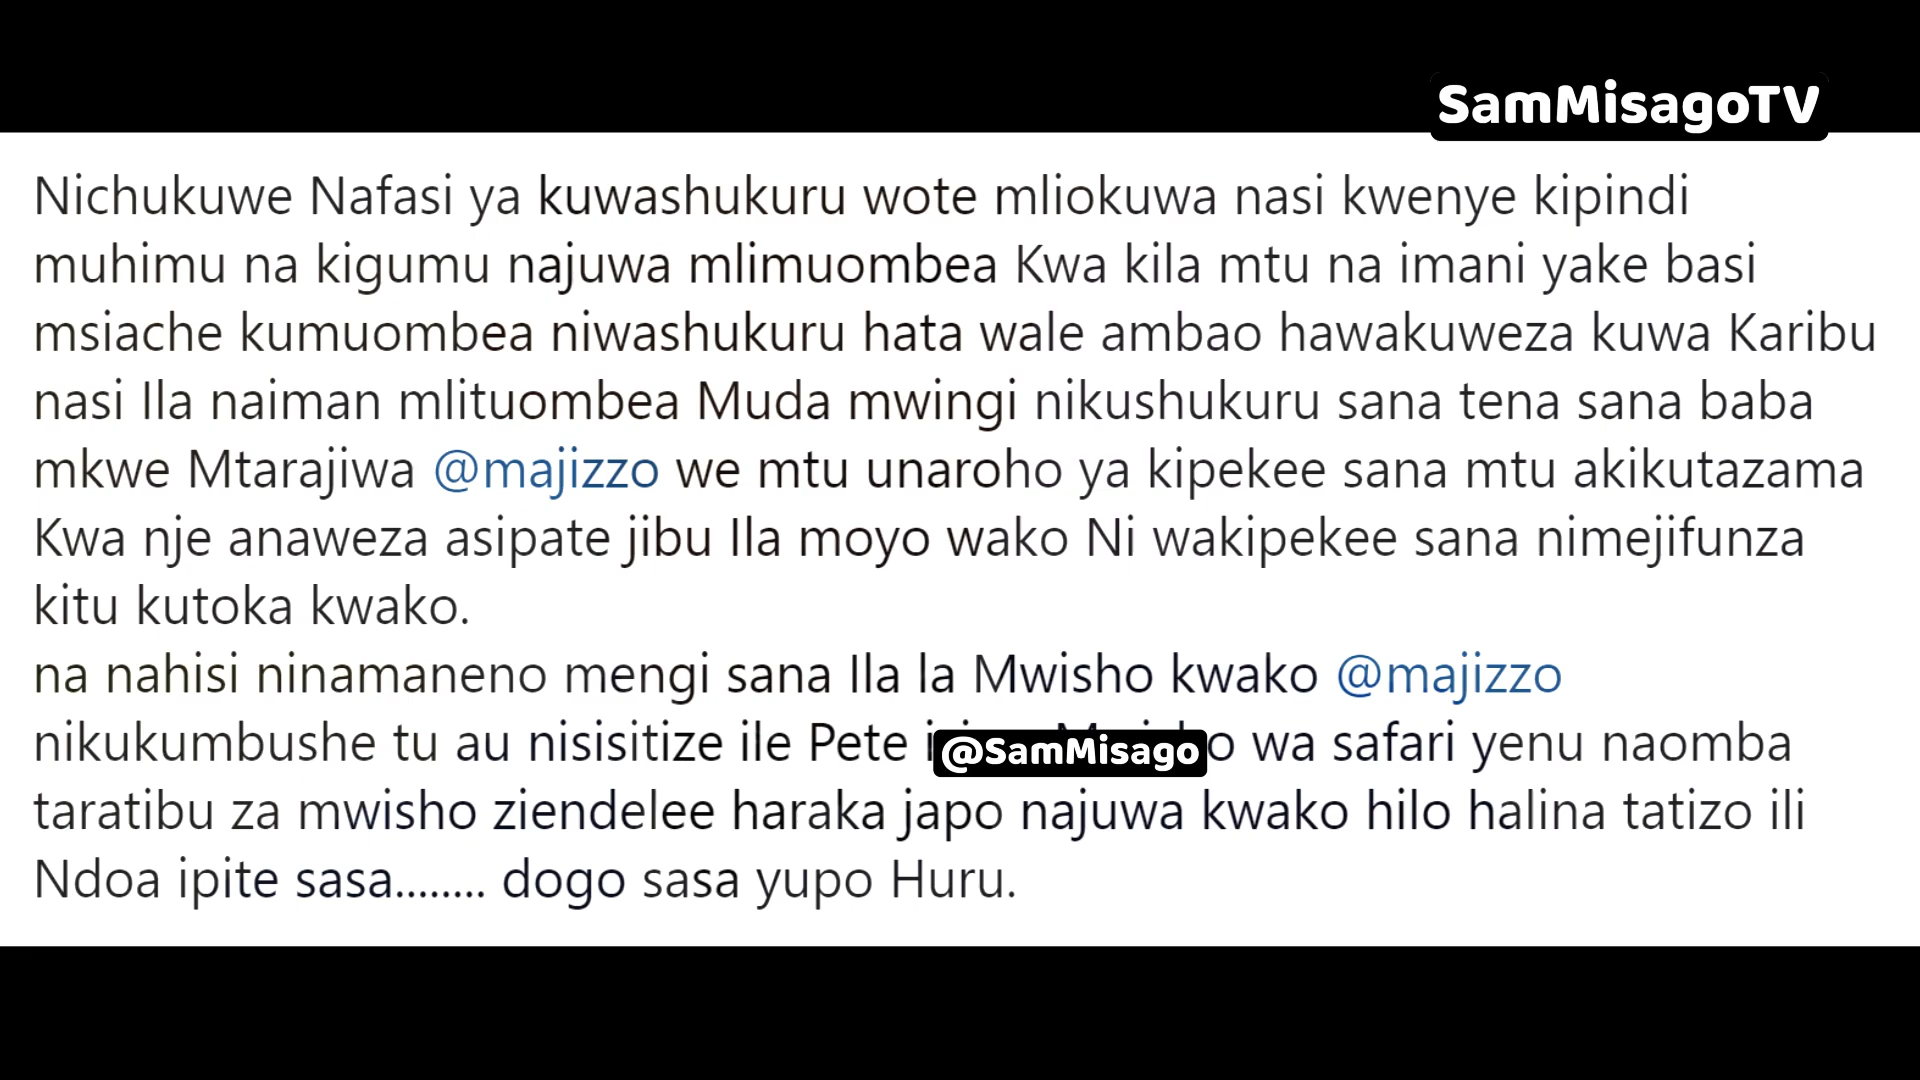 SamMisagoTV
Nichukuwe Nafasi ya kuwashukuru wote mliokuwa nasi kwenye kipindi
muhimu na kigumu najuwa mlimuombea Kwa kila mtu na imani yake basi
msiache kumuombea niwashukuru hata wale ambao hawakuweza kuwa Karibu
nasi Ila naiman mlituombea Muda mwingi nikushukuru sana tena sana baba
mkwe Mtarajiwa @majizzo we mtu unaroho ya kipekee sana mtu akikutazama
Kwa nje anaweza asipate jibu Ila moyo wako Ni wakipekee sana nimejifunza
kitu kutoka kwako.
na nahisi ninamaneno mengi sana Ila la Mwisho kwako @majizzo
nikukumbushe tu au nisisitize ile Pete @SamMisago wa safari yenu naomba
taratibu za mwisho ziendelee haraka japo najuwa kwako hilo halina tatizo ili
Ndoa ipite sasa........ dogo sasa yupo Huru.